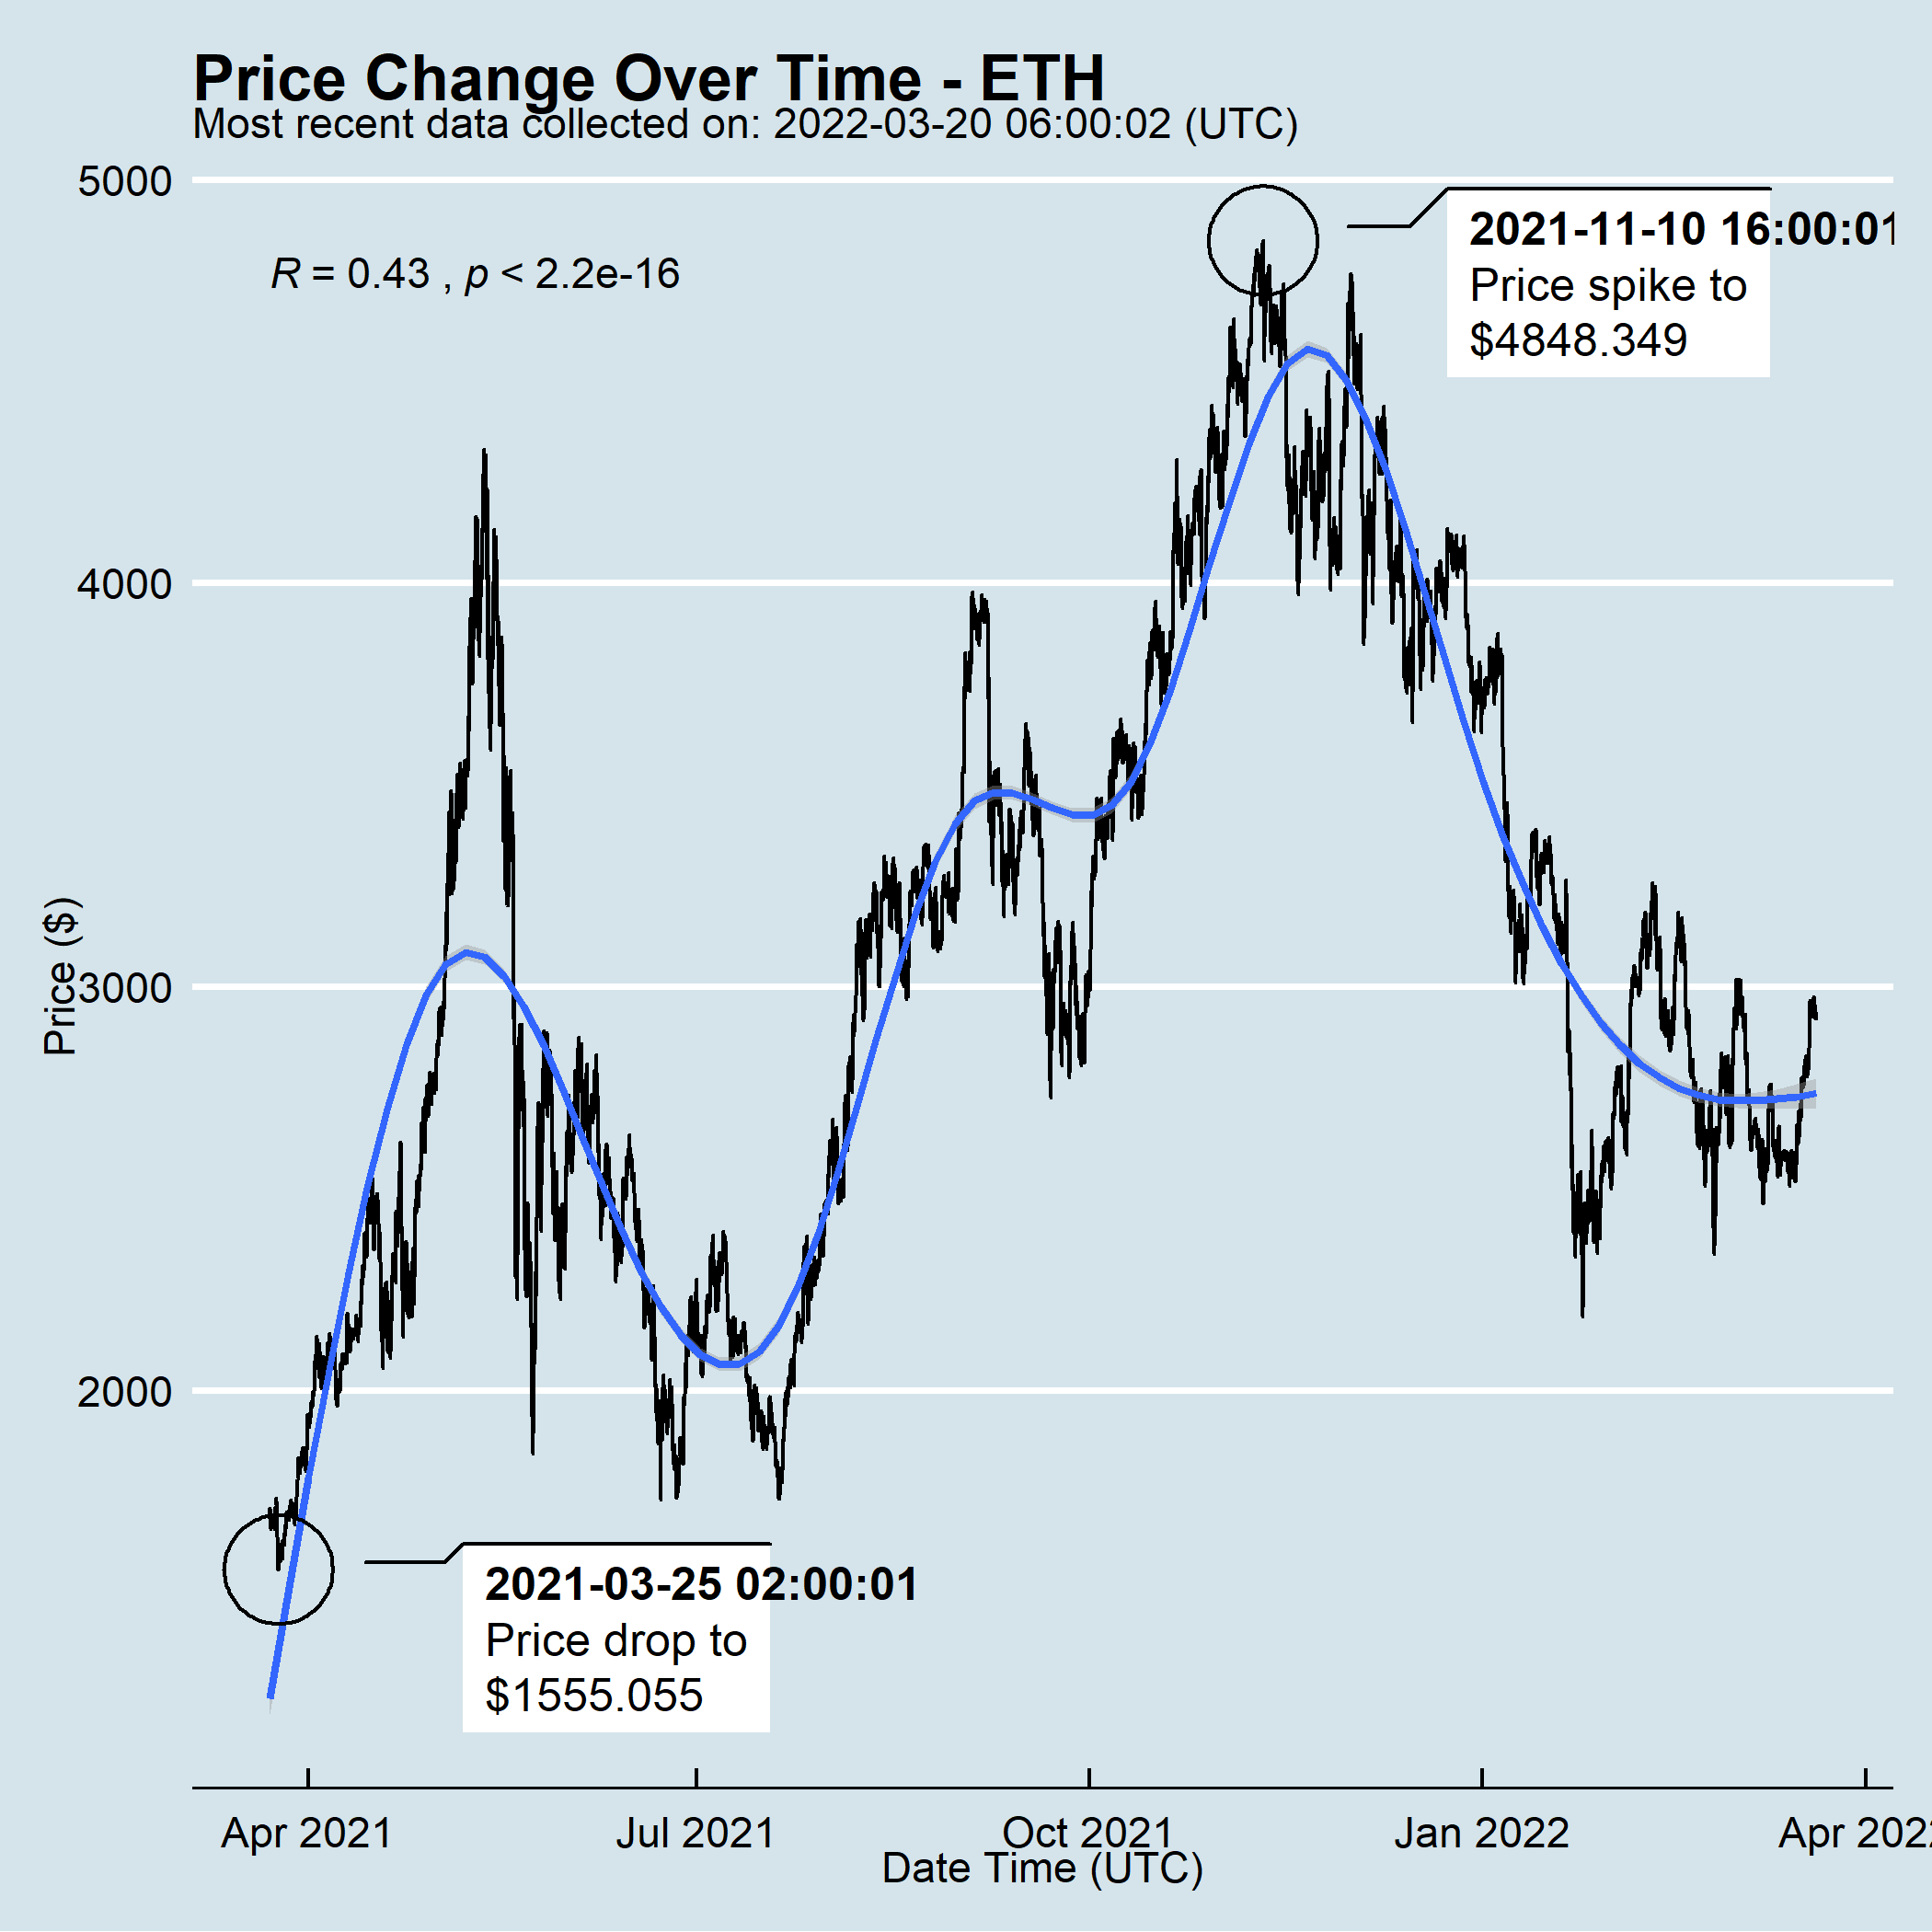 Price Change Over Time - ETH
Most recent data collected on: 2022-03-20 06:00:02 (UTC)
5000
2021-11-10 16:00:01
Price spike to
$4848.349
R = 0.43 , p < 2.2e-16
4000
Price ($)
3000
2000
2021-03-25 02:00:01
Price drop to
$1555.055
Apr 2021
Jul 2021
Oct 2021
Jan 2022
Apr 2022
Date Time (UTC)